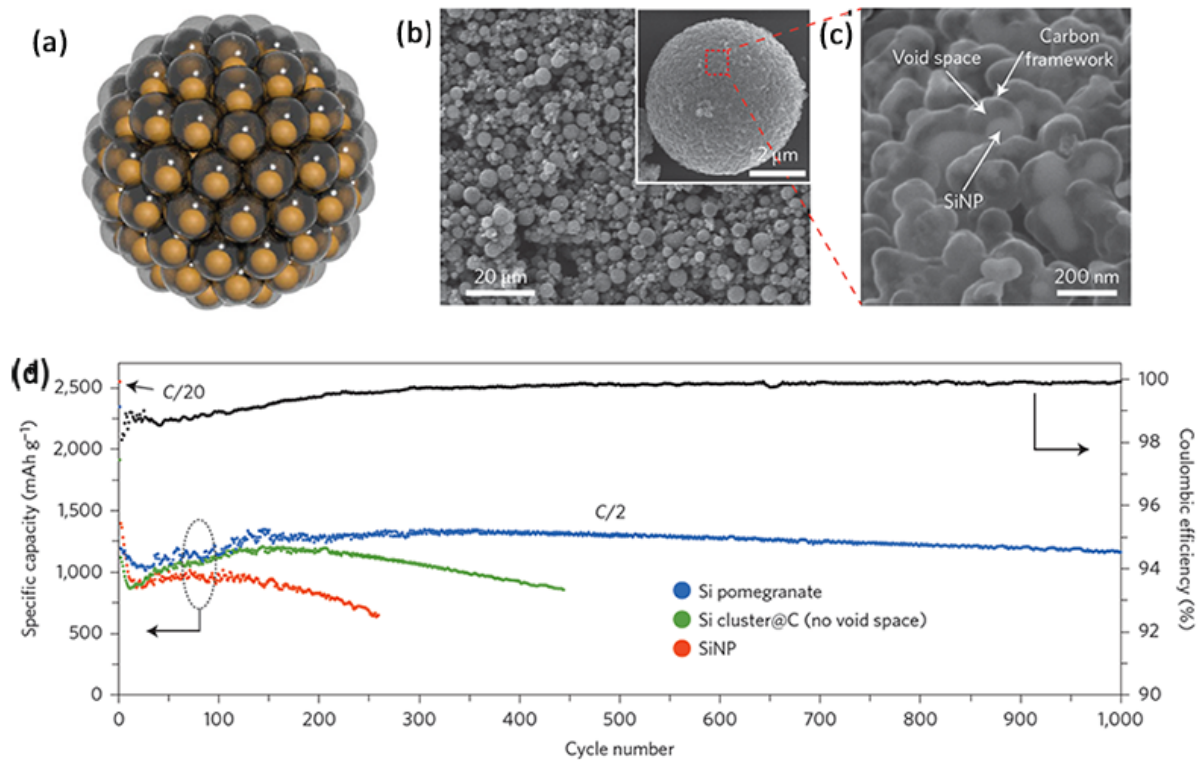 (a)
(b)
2 μm
20 μm
(c)
Void space
Carbon
framework
SiNP
200 nm
(d)
Specific capacity (mAh g⁻¹)
2,500
2,000
1,500
1,000
500
0
C/20
C/2
Si pomegranate
Si cluster@C (no void space)
SiNP
100
98
96
94
92
90
Coulombic efficiency (%)
0
100
200
300
400
500
600
700
800
900
1,000
Cycle number